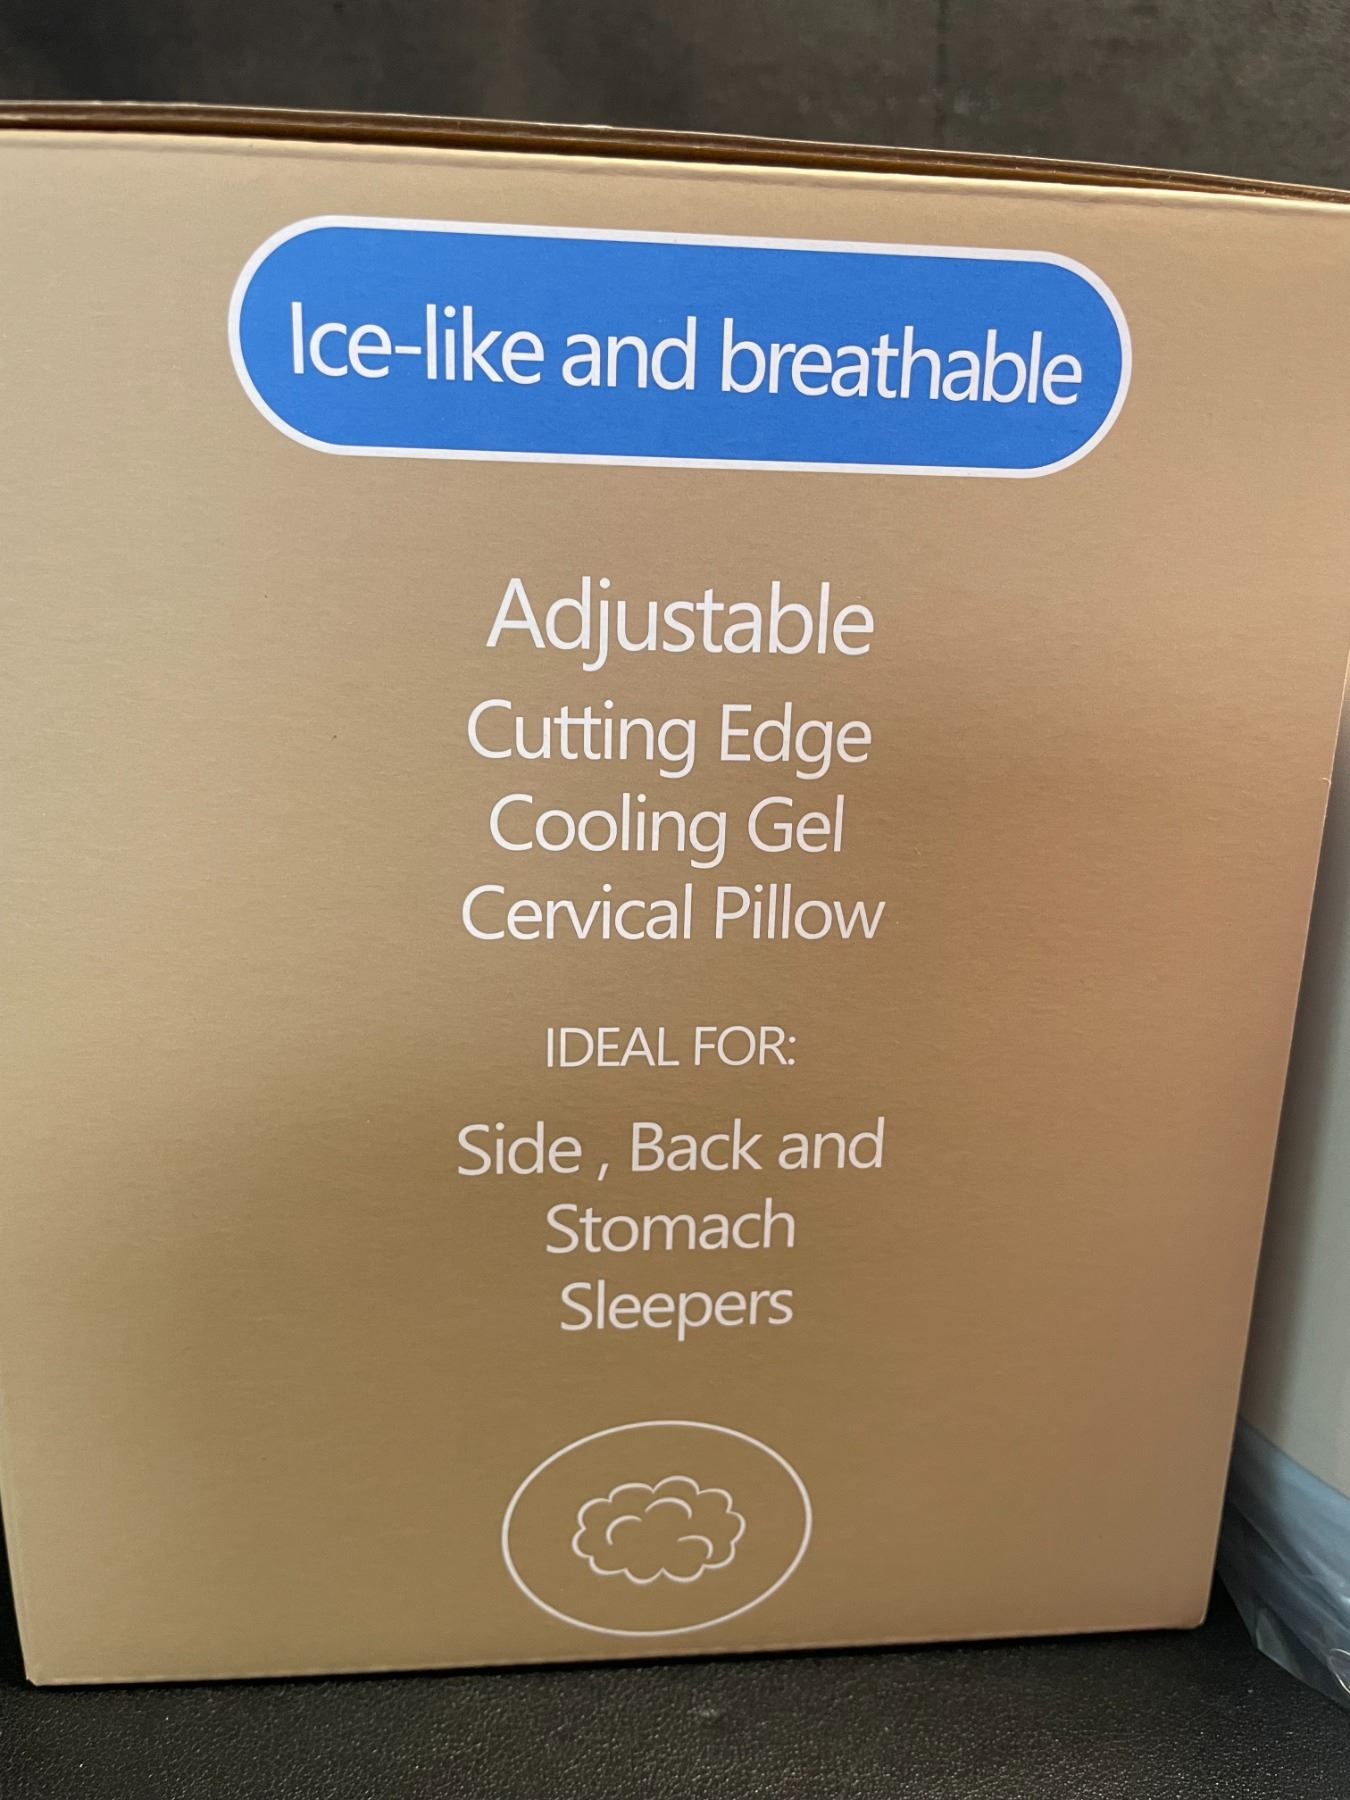 Ice-like and breathable
Adjustable
Cutting Edge
Cooling Gel
Cervical Pillow
IDEAL FOR:
Side , Back and
Stomach
Sleepers